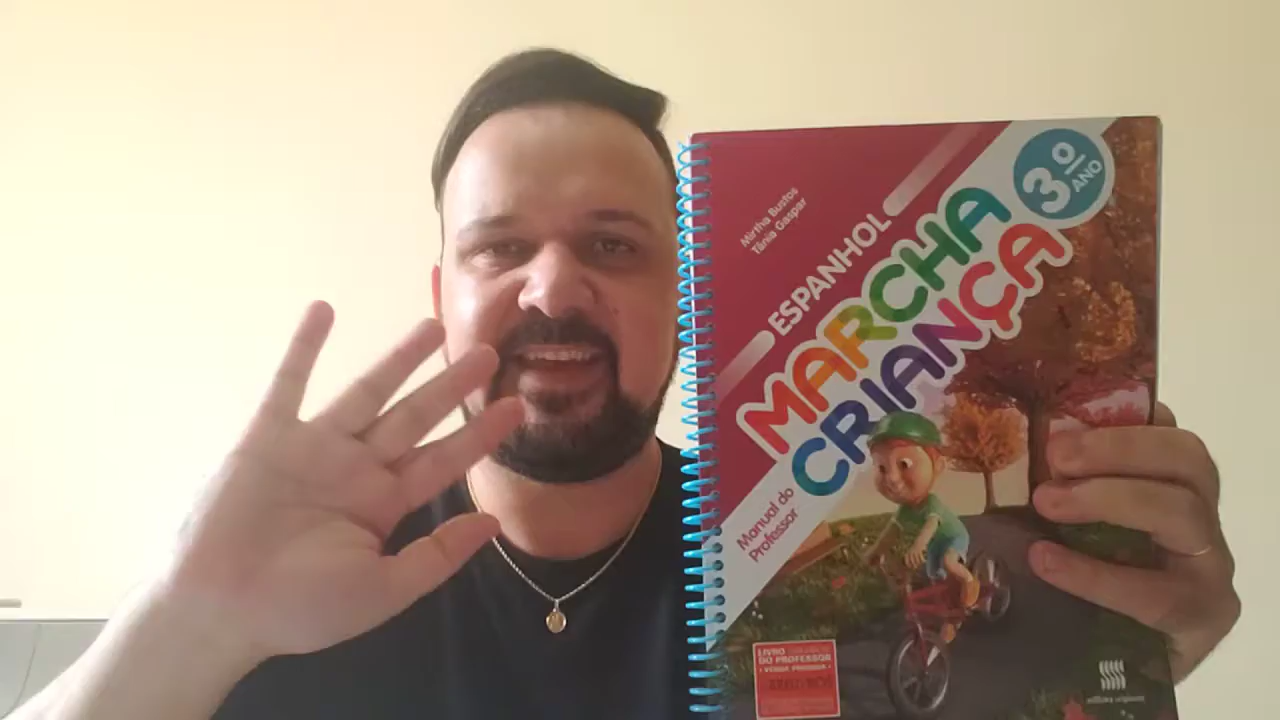 Mirtha Bustos
Tânia Gaspar
ESPANHOL
MARCHA
CRIANÇA
3º
ANO
Manual do
Professor
LIVRO
DO PROFESSOR
• VENDA PROIBIDA •